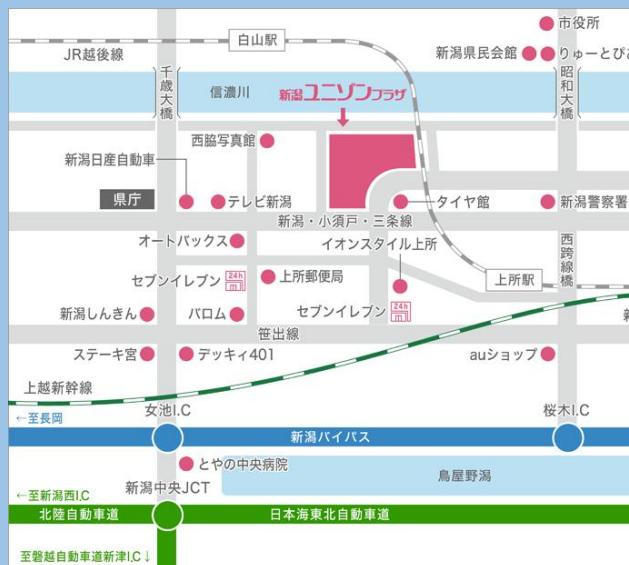 市役所
白山駅
JR越後線
新潟県民会館
りゅーとぴあ
千歳大橋
信濃川
新潟ユニゾンプラザ
昭和大橋
西脇写真館
新潟日産自動車
県庁
テレビ新潟
タイヤ館
新潟警察署
新潟・小須戸・三条線
オートバックス
イオンスタイル上所
西跨線橋
セブンイレブン
24h
上所郵便局
上所駅
セブンイレブン
24h
新潟しんきん
パロム
笹出線
ステーキ宮
デッキィ401
auショップ
上越新幹線
女池I.C
桜木I.C
←至長岡
新潟バイパス
とやの中央病院
鳥屋野潟
新潟中央JCT
←至新潟西I.C
北陸自動車道
日本海東北自動車道
至磐越自動車道新津I.C↓